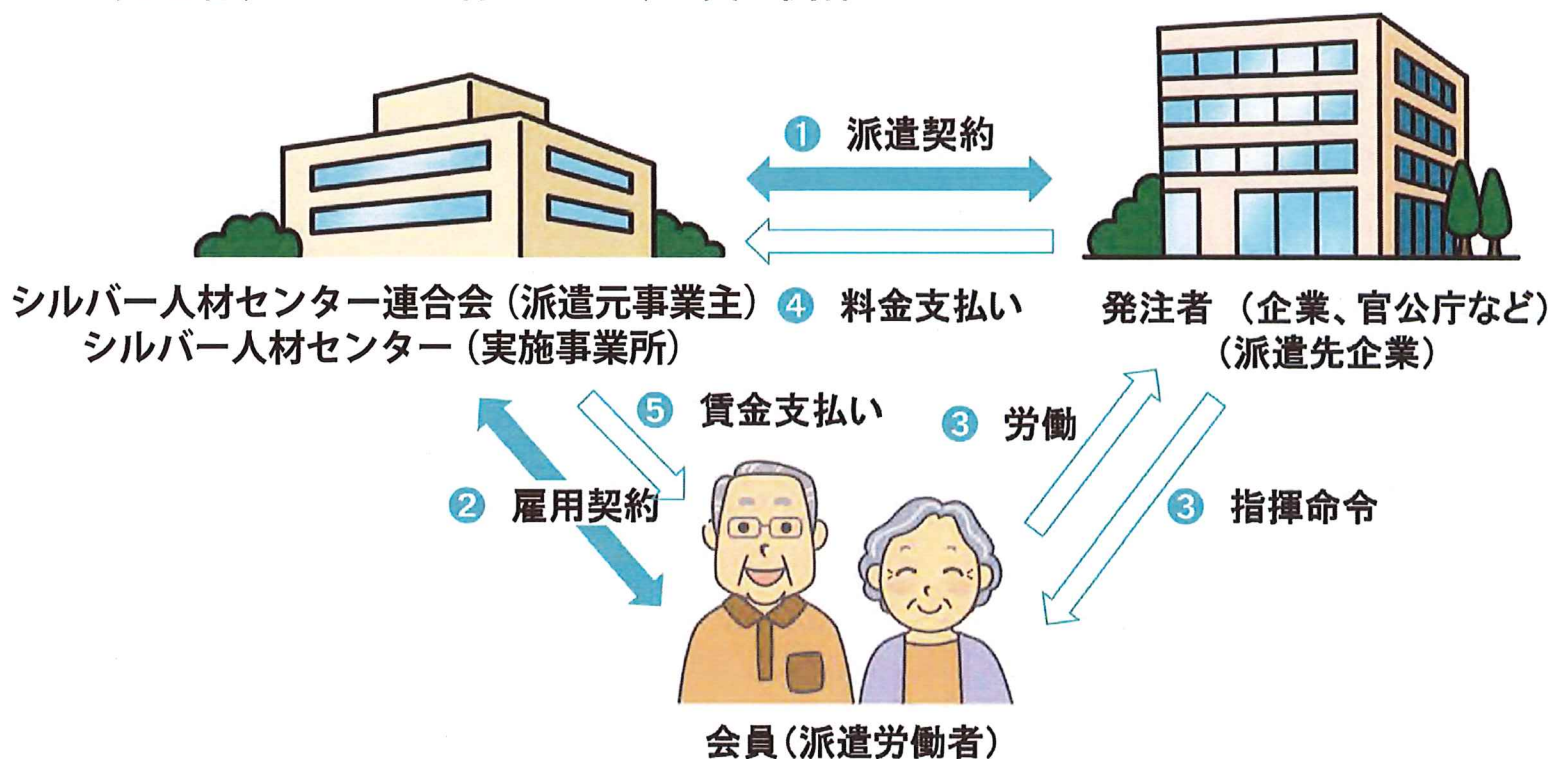 ① 派遣契約
シルバー人材センター連合会（派遣元事業主）
シルバー人材センター（実施事業所）
④ 料金支払い
発注者 （企業、官公庁など）
（派遣先企業）
⑤ 賃金支払い
③ 労働
② 雇用契約
③ 指揮命令
会員（派遣労働者）